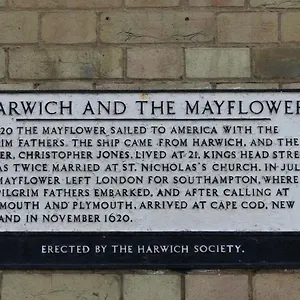 ARWICH AND THE MAYFLOWER
20 THE MAYFLOWER SAILED TO AMERICA WITH THE
RIM FATHERS. THE SHIP CAME FROM HARWICH, AND THE
ER, CHRISTOPHER JONES, LIVED AT 21, KINGS HEAD STRE
AS TWICE MARRIED AT ST. NICHOLAS'S CHURCH. IN JUL
MAYFLOWER LEFT LONDON FOR SOUTHAMPTON, WHERE
PILGRIM FATHERS EMBARKED, AND AFTER CALLING AT
MOUTH AND PLYMOUTH, ARRIVED AT CAPE COD, NEW
AND IN NOVEMBER 1620.
ERECTED BY THE HARWICH SOCIETY.